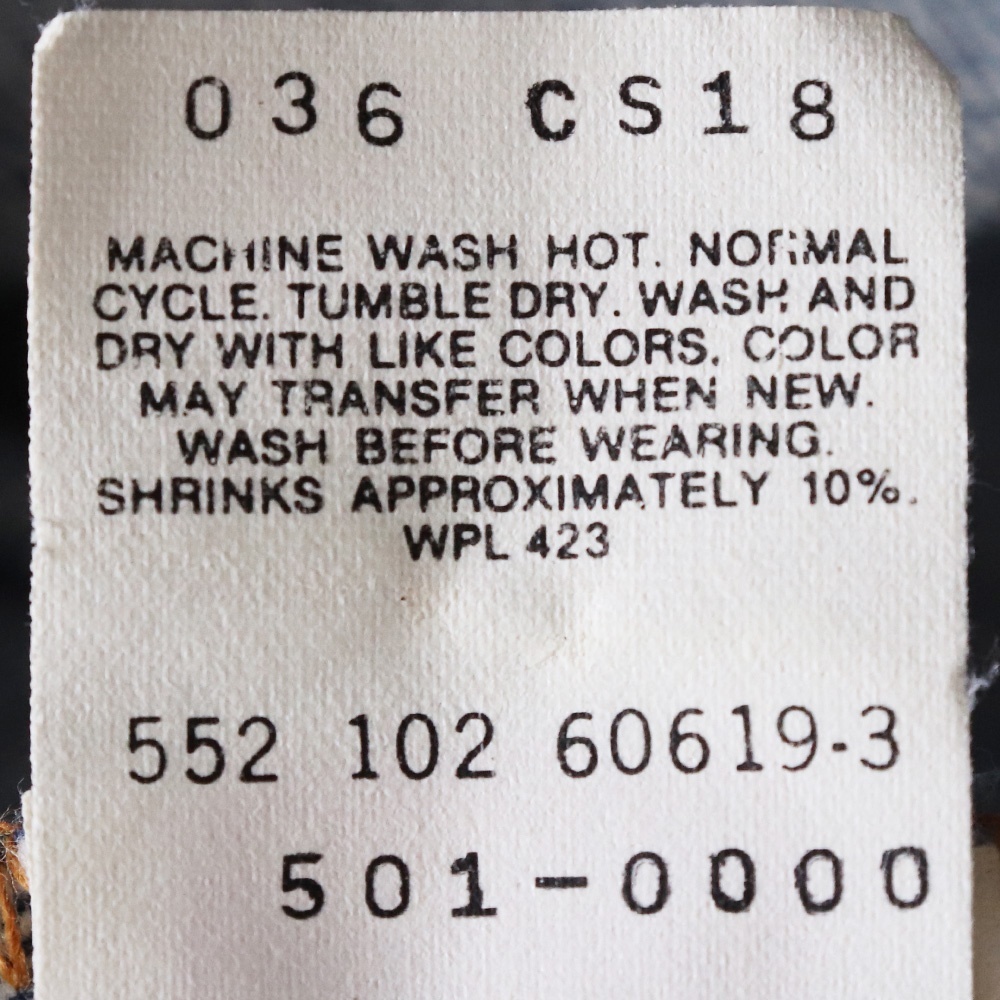 036 CS18
MACHINE WASH HOT. NORMAL
CYCLE. TUMBLE DRY. WASH AND
DRY WITH LIKE COLORS. COLOR
MAY TRANSFER WHEN NEW.
WASH BEFORE WEARING.
SHRINKS APPROXIMATELY 10%.
WPL 423
552 102 60619-3
501-0000